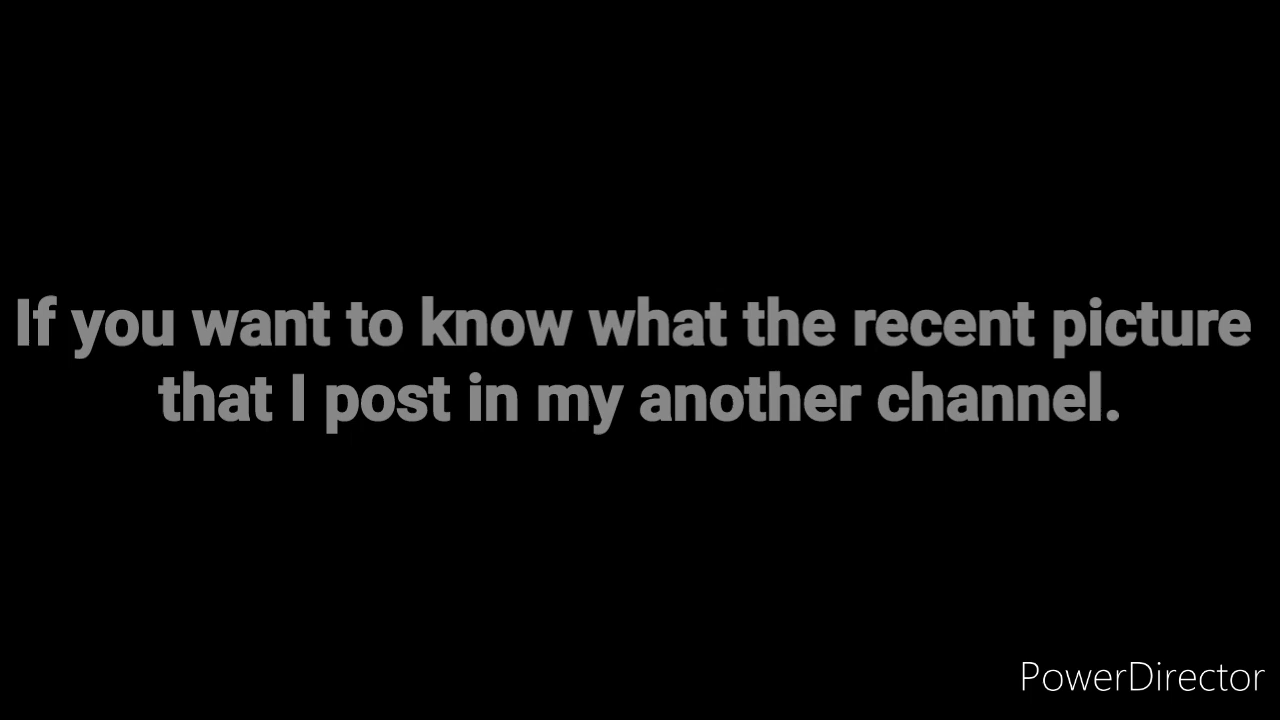 If you want to know what the recent picture
that I post in my another channel.
PowerDirector